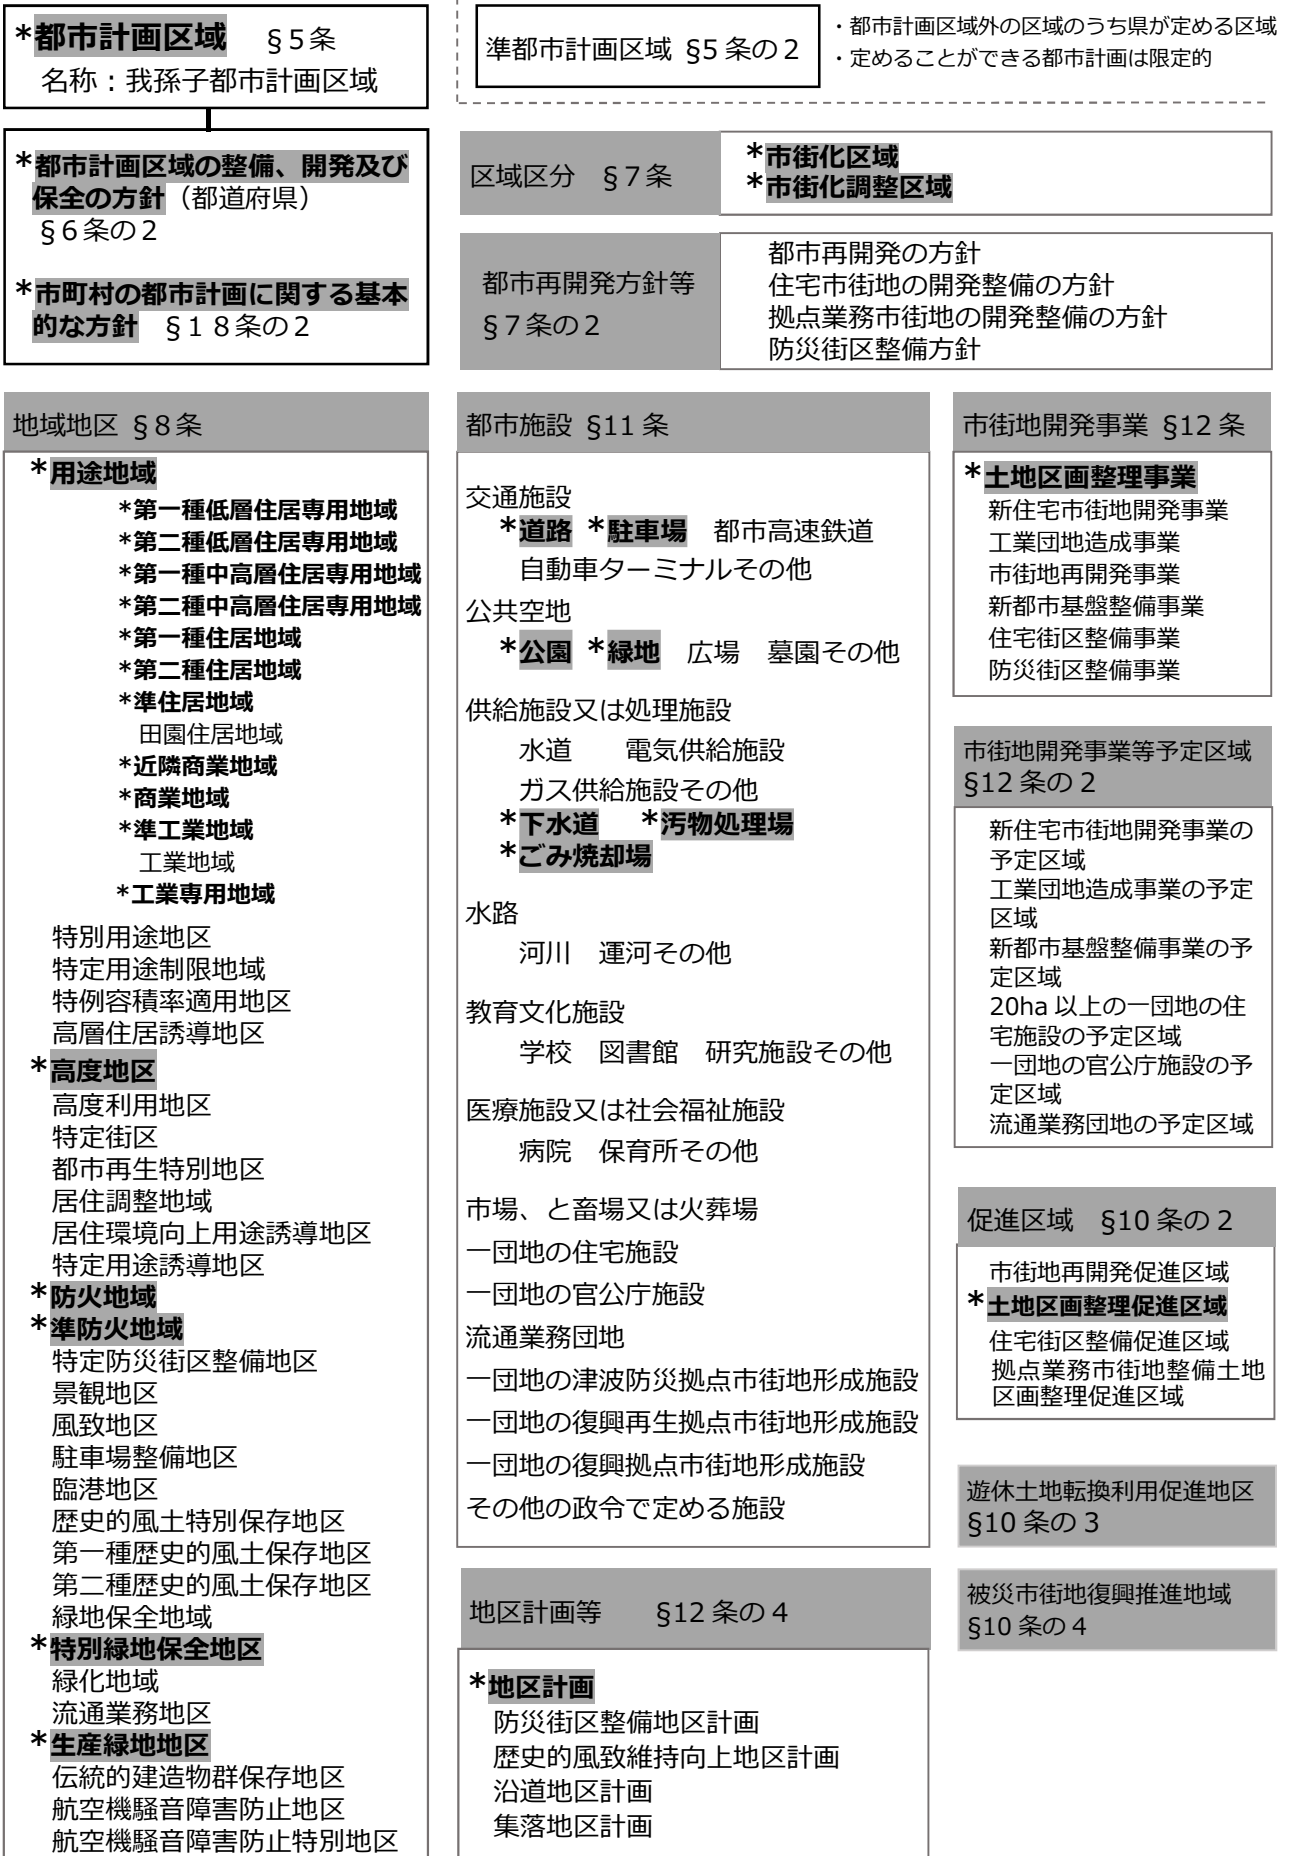 *都市計画区域　§５条
名称：我孫子都市計画区域
準都市計画区域 §5 条の２
・都市計画区域外の区域のうち県が定める区域
・定めることができる都市計画は限定的
*都市計画区域の整備、開発及び
保全の方針（都道府県）
§６条の２
*市町村の都市計画に関する基本
的な方針　§１８条の２
区域区分　§７条
*市街化区域
*市街化調整区域
都市再開発方針等
§７条の２
都市再開発の方針
住宅市街地の開発整備の方針
拠点業務市街地の開発整備の方針
防災街区整備方針
地域地区 §８条
*用途地域
*第一種低層住居専用地域
*第二種低層住居専用地域
*第一種中高層住居専用地域
*第二種中高層住居専用地域
*第一種住居地域
*第二種住居地域
*準住居地域
田園住居地域
*近隣商業地域
*商業地域
*準工業地域
工業地域
*工業専用地域
特別用途地区
特定用途制限地域
特例容積率適用地区
高層住居誘導地区
*高度地区
高度利用地区
特定街区
都市再生特別地区
居住調整地域
居住環境向上用途誘導地区
特定用途誘導地区
*防火地域
*準防火地域
特定防災街区整備地区
景観地区
風致地区
駐車場整備地区
臨港地区
歴史的風土特別保存地区
第一種歴史的風土保存地区
第二種歴史的風土保存地区
緑地保全地域
*特別緑地保全地区
緑化地域
流通業務地区
*生産緑地地区
伝統的建造物群保存地区
航空機騒音障害防止地区
航空機騒音障害防止特別地区
都市施設 §11 条
交通施設
*道路 *駐車場　都市高速鉄道
自動車ターミナルその他
公共空地
*公園 *緑地　広場　墓園その他
供給施設又は処理施設
水道　　電気供給施設
ガス供給施設その他
*下水道　*汚物処理場
*ごみ焼却場
水路
河川　運河その他
教育文化施設
学校　図書館　研究施設その他
医療施設又は社会福祉施設
病院　保育所その他
市場、と畜場又は火葬場
一団地の住宅施設
一団地の官公庁施設
流通業務団地
一団地の津波防災拠点市街地形成施設
一団地の復興再生拠点市街地形成施設
一団地の復興拠点市街地形成施設
その他の政令で定める施設
地区計画等　　§12 条の４
*地区計画
防災街区整備地区計画
歴史的風致維持向上地区計画
沿道地区計画
集落地区計画
市街地開発事業 §12 条
*土地区画整理事業
新住宅市街地開発事業
工業団地造成事業
市街地再開発事業
新都市基盤整備事業
住宅街区整備事業
防災街区整備事業
市街地開発事業等予定区域
§12 条の２
新住宅市街地開発事業の
予定区域
工業団地造成事業の予定
区域
新都市基盤整備事業の予
定区域
20ha 以上の一団地の住
宅施設の予定区域
一団地の官公庁施設の予
定区域
流通業務団地の予定区域
促進区域　§10 条の２
市街地再開発促進区域
*土地区画整理促進区域
住宅街区整備促進区域
拠点業務市街地整備土地
区画整理促進区域
遊休土地転換利用促進地区
§10 条の３
被災市街地復興推進地域
§10 条の４